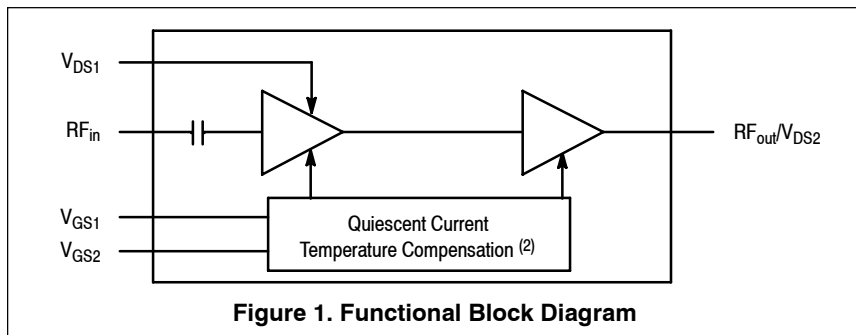 V_DS1
RF_in
RF_out/V_DS2
V_GS1
V_GS2
Quiescent Current
Temperature Compensation (2)
Figure 1. Functional Block Diagram